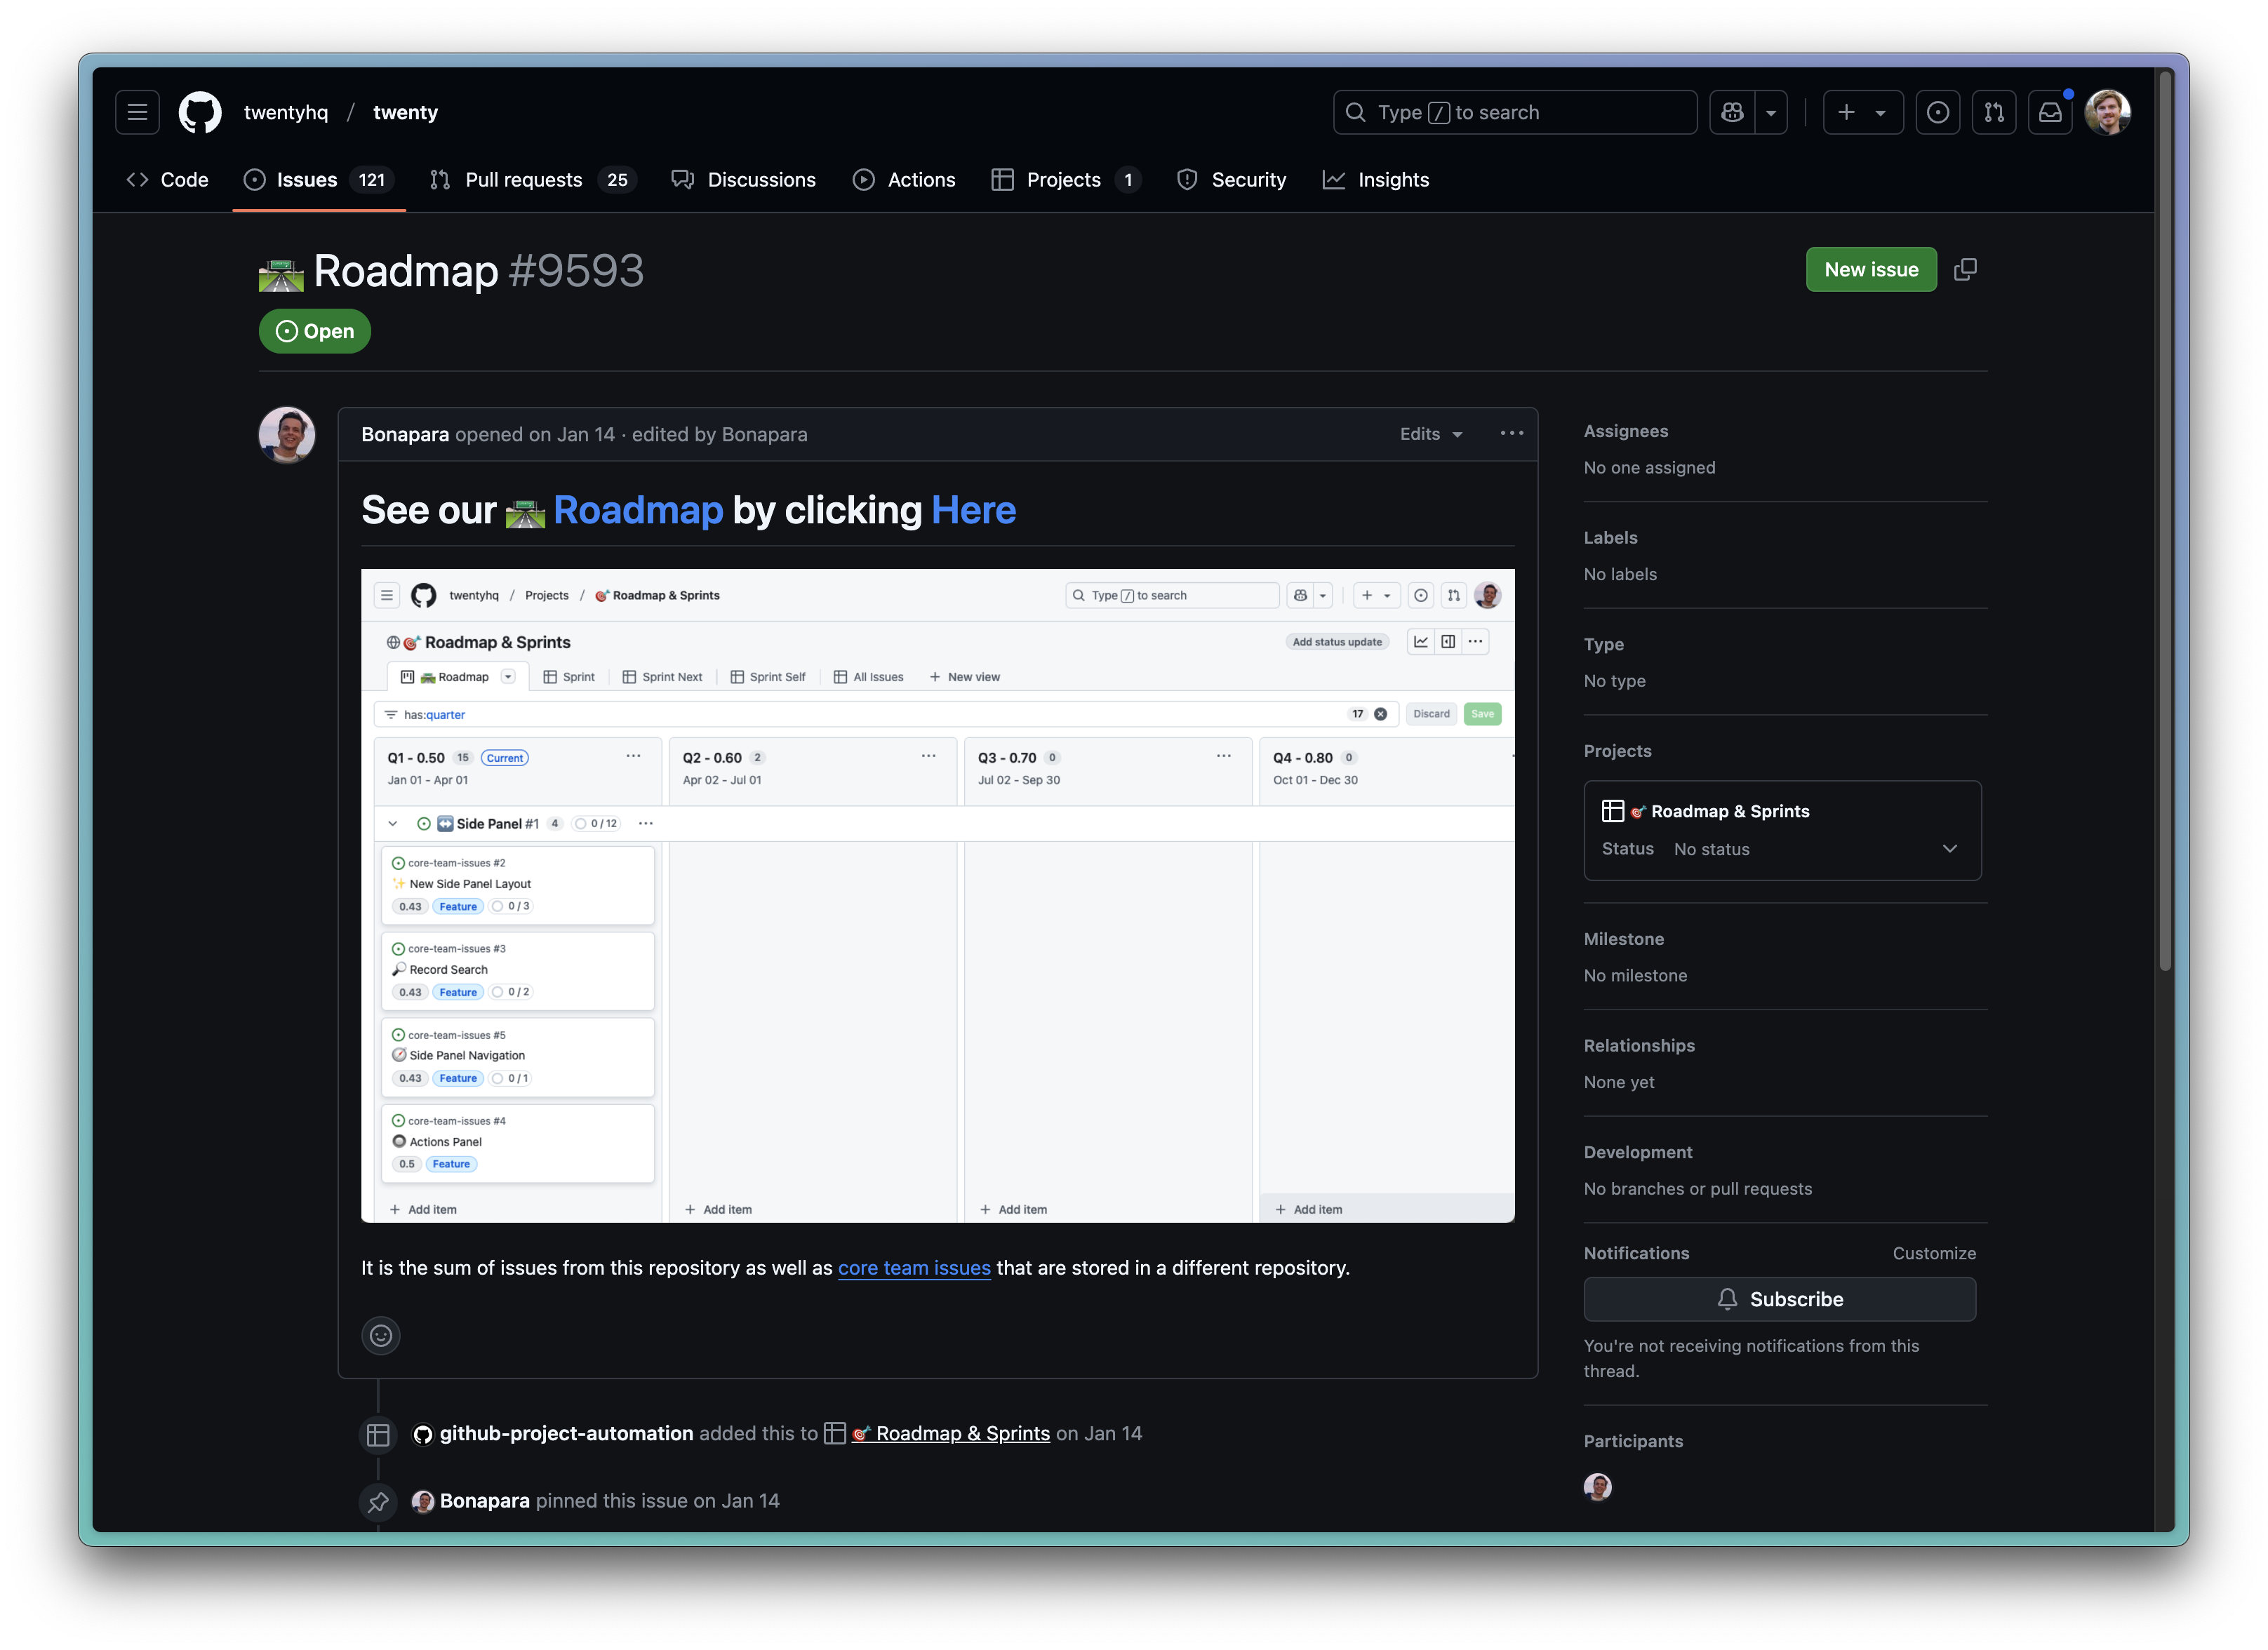 twentyhq / twenty
Type / to search
Code
Issues 121
Pull requests 25
Discussions
Actions
Projects 1
Security
Insights
Roadmap #9593
New issue
Open
Bonapara opened on Jan 14 · edited by Bonapara
Edits
See our Roadmap by clicking Here
twentyhq / Projects / Roadmap & Sprints
Type / to search
Roadmap & Sprints
Add status update
Roadmap
Sprint
Sprint Next
Sprint Self
All Issues
New view
has:quarter
17
Discard
Save
Q1 - 0.50 15 Current
Jan 01 - Apr 01
Q2 - 0.60 2
Apr 02 - Jul 01
Q3 - 0.70 0
Jul 02 - Sep 30
Q4 - 0.80 0
Oct 01 - Dec 30
Side Panel #1 4 0 / 12
core-team-issues #2
New Side Panel Layout
0.43 Feature 0 / 3
core-team-issues #3
Record Search
0.43 Feature 0 / 2
core-team-issues #5
Side Panel Navigation
0.43 Feature 0 / 1
core-team-issues #4
Actions Panel
0.5 Feature
+ Add item
+ Add item
+ Add item
+ Add item
It is the sum of issues from this repository as well as core team issues that are stored in a different repository.
github-project-automation added this to Roadmap & Sprints on Jan 14
Bonapara pinned this issue on Jan 14
Assignees
No one assigned
Labels
No labels
Type
No type
Projects
Roadmap & Sprints
Status No status
Milestone
No milestone
Relationships
None yet
Development
No branches or pull requests
Notifications
Customize
Subscribe
You're not receiving notifications from this
thread.
Participants